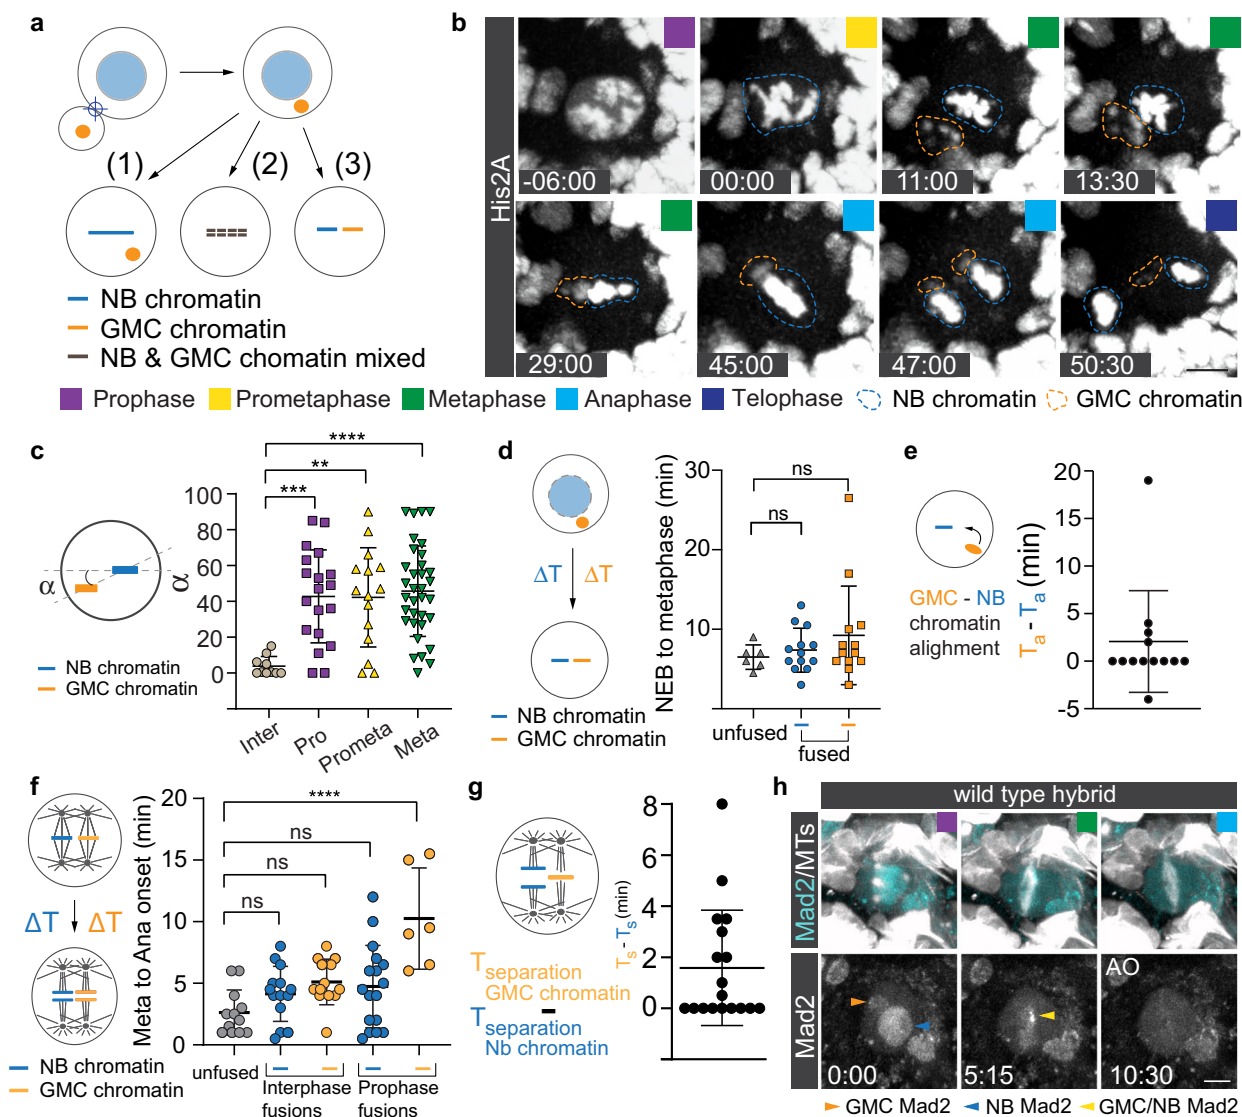 a
(1)
(2)
(3)
NB chromatin
GMC chromatin
NB & GMC chomatin mixed
b
His2A
-06:00
00:00
11:00
13:30
29:00
45:00
47:00
50:30
Prophase
Prometaphase
Metaphase
Anaphase
Telophase
NB chromatin
GMC chromatin
c
α
NB chromatin
GMC chromatin
α
100
80
60
40
20
0
****
**
***
Inter
Pro
Prometa
Meta
d
ΔT
ΔT
NB chromatin
GMC chromatin
NEB to metaphase (min)
30
20
10
ns
ns
unfused
fused
e
GMC - NB
chromatin
alighment
Ta - Ta (min)
20
15
10
5
0
-5
f
ΔT
ΔT
NB chromatin
GMC chromatin
Meta to Ana onset (min)
20
15
10
5
0
****
ns
ns
ns
unfused
Interphase
fusions
Prophase
fusions
g
Tseparation
GMC chromatin
-
Tseparation
Nb chromatin
Ts - Ts (min)
8
6
4
2
0
h
wild type hybrid
Mad2/MTs
Mad2
AO
0:00
5:15
10:30
GMC Mad2
NB Mad2
GMC/NB Mad2